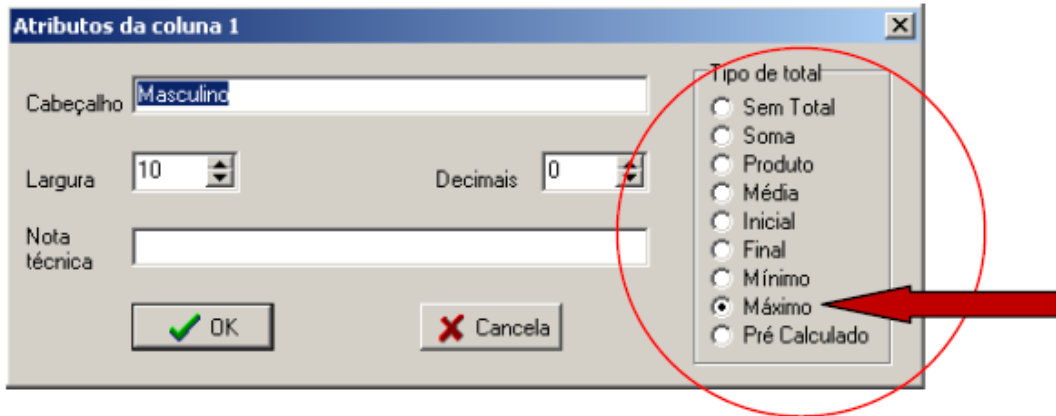 Atributos da coluna 1
Cabeçalho Masculino
Largura 10 Decimais 0
Nota
técnica
OK Cancela
Tipo de total
Sem Total
Soma
Produto
Média
Inicial
Final
Mínimo
Máximo
Pré Calculado